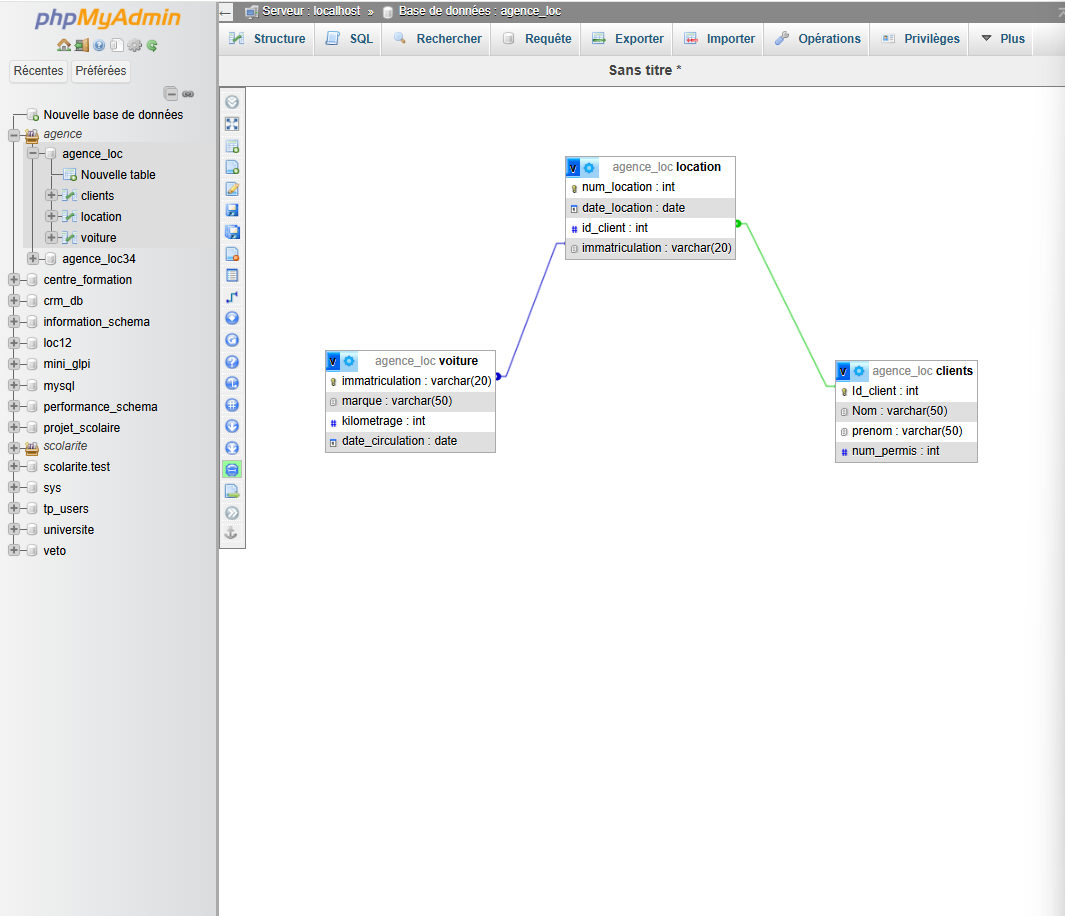 phpMyAdmin
Récentes
Préférées
Nouvelle base de données
agence
agence_loc
Nouvelle table
clients
location
voiture
agence_loc34
centre_formation
crm_db
information_schema
loc12
mini_glpi
mysql
performance_schema
projet_scolaire
scolarite
scolarite.test
sys
tp_users
universite
veto
Serveur : localhost » Base de données : agence_loc
Structure SQL Rechercher Requête Exporter Importer Opérations Privilèges Plus
Sans titre *
V agence_loc location
num_location : int
date_location : date
# id_client : int
immatriculation : varchar(20)
V agence_loc voiture
immatriculation : varchar(20)
marque : varchar(50)
# kilometrage : int
date_circulation : date
V agence_loc clients
Id_client : int
Nom : varchar(50)
prenom : varchar(50)
# num_permis : int